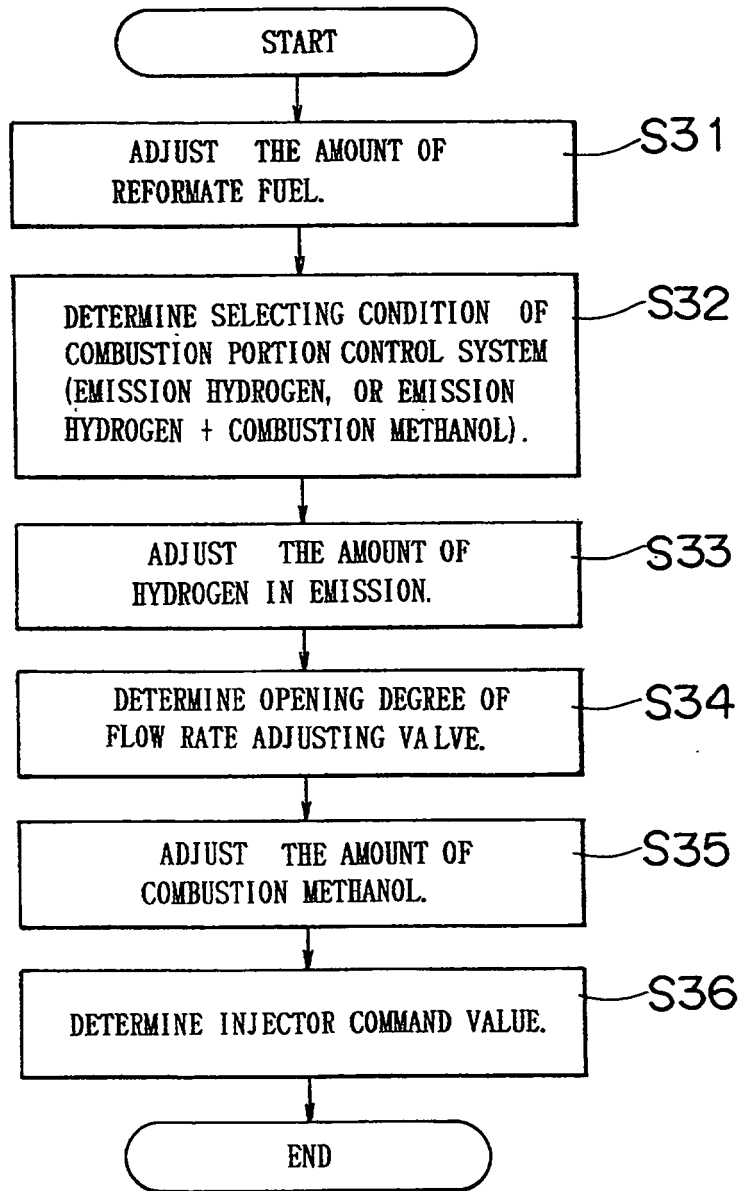 START
ADJUST THE AMOUNT OF
REFORMATE FUEL.
S31
DETERMINE SELECTING CONDITION OF
COMBUSTION PORTION CONTROL SYSTEM
(EMISSION HYDROGEN, OR EMISSION
HYDROGEN + COMBUSTION METHANOL).
S32
ADJUST THE AMOUNT OF
HYDROGEN IN EMISSION.
S33
DETERMINE OPENING DEGREE OF
FLOW RATE ADJUSTING VALVE.
S34
ADJUST THE AMOUNT OF
COMBUSTION METHANOL.
S35
DETERMINE INJECTOR COMMAND VALUE.
S36
END